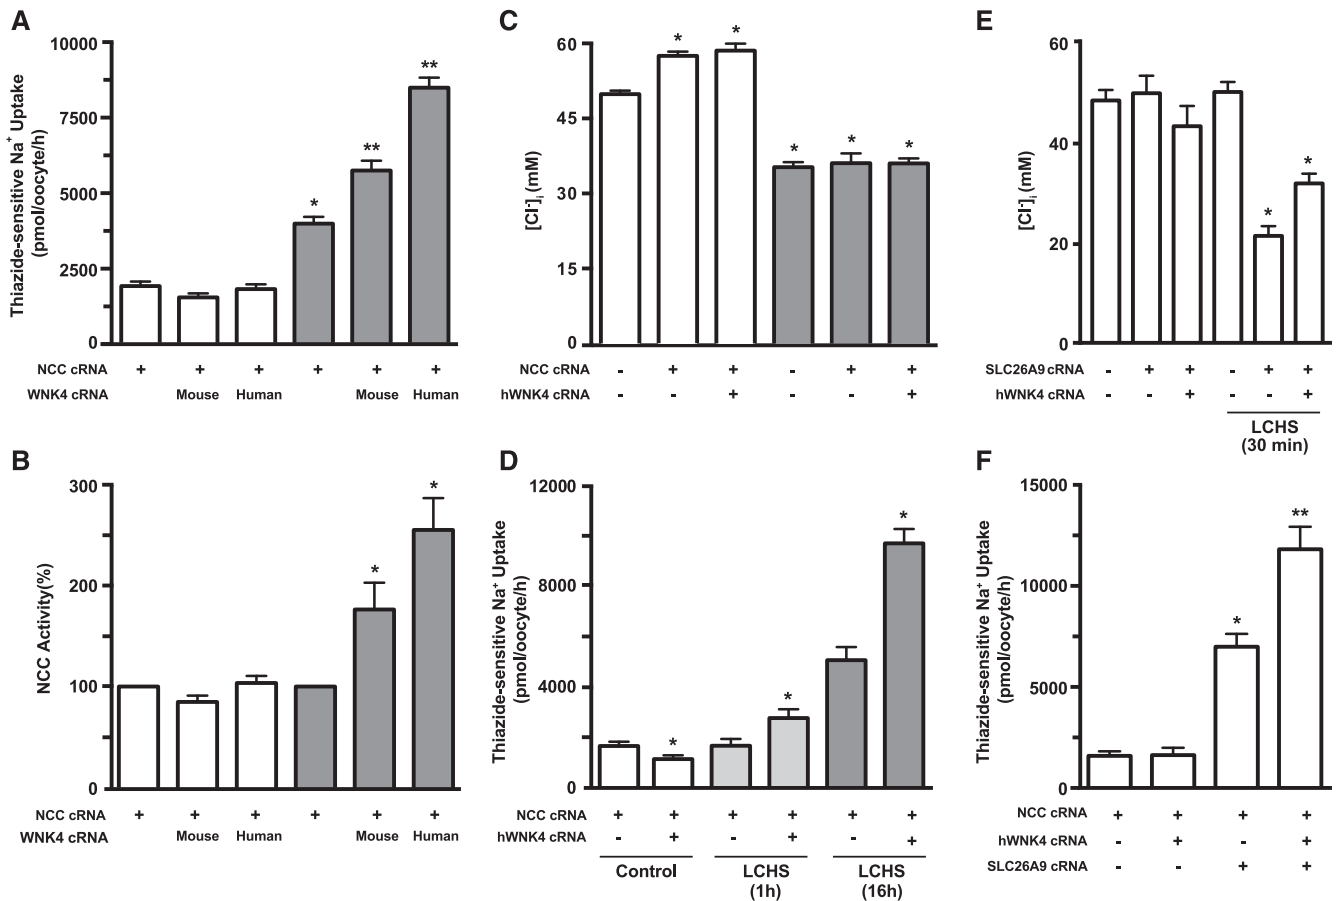 A
10000
7500
5000
2500
0
Thiazide-sensitive Na+ Uptake
(pmol/oocyte/h)
*
**
**
NCC cRNA + + + + + +
WNK4 cRNA Mouse Human Mouse Human
B
300
200
100
0
NCC Activity(%)
*
*
NCC cRNA + + + + + +
WNK4 cRNA Mouse Human Mouse Human
C
60
45
30
15
0
[Cl-]i (mM)
*
*
*
*
*
NCC cRNA - + + - + +
hWNK4 cRNA - - + - - +
D
12000
8000
4000
0
Thiazide-sensitive Na+ Uptake
(pmol/oocyte/h)
*
*
*
NCC cRNA + + + + + +
hWNK4 cRNA - + - + - +
Control LCHS LCHS
(1h) (16h)
E
60
40
20
0
[Cl-]i (mM)
*
*
SLC26A9 cRNA - + + - + +
hWNK4 cRNA - - + - - +
LCHS
(30 min)
F
15000
10000
5000
0
Thiazide-sensitive Na+ Uptake
(pmol/oocyte/h)
*
**
NCC cRNA + + + +
hWNK4 cRNA - + - +
SLC26A9 cRNA - - + +